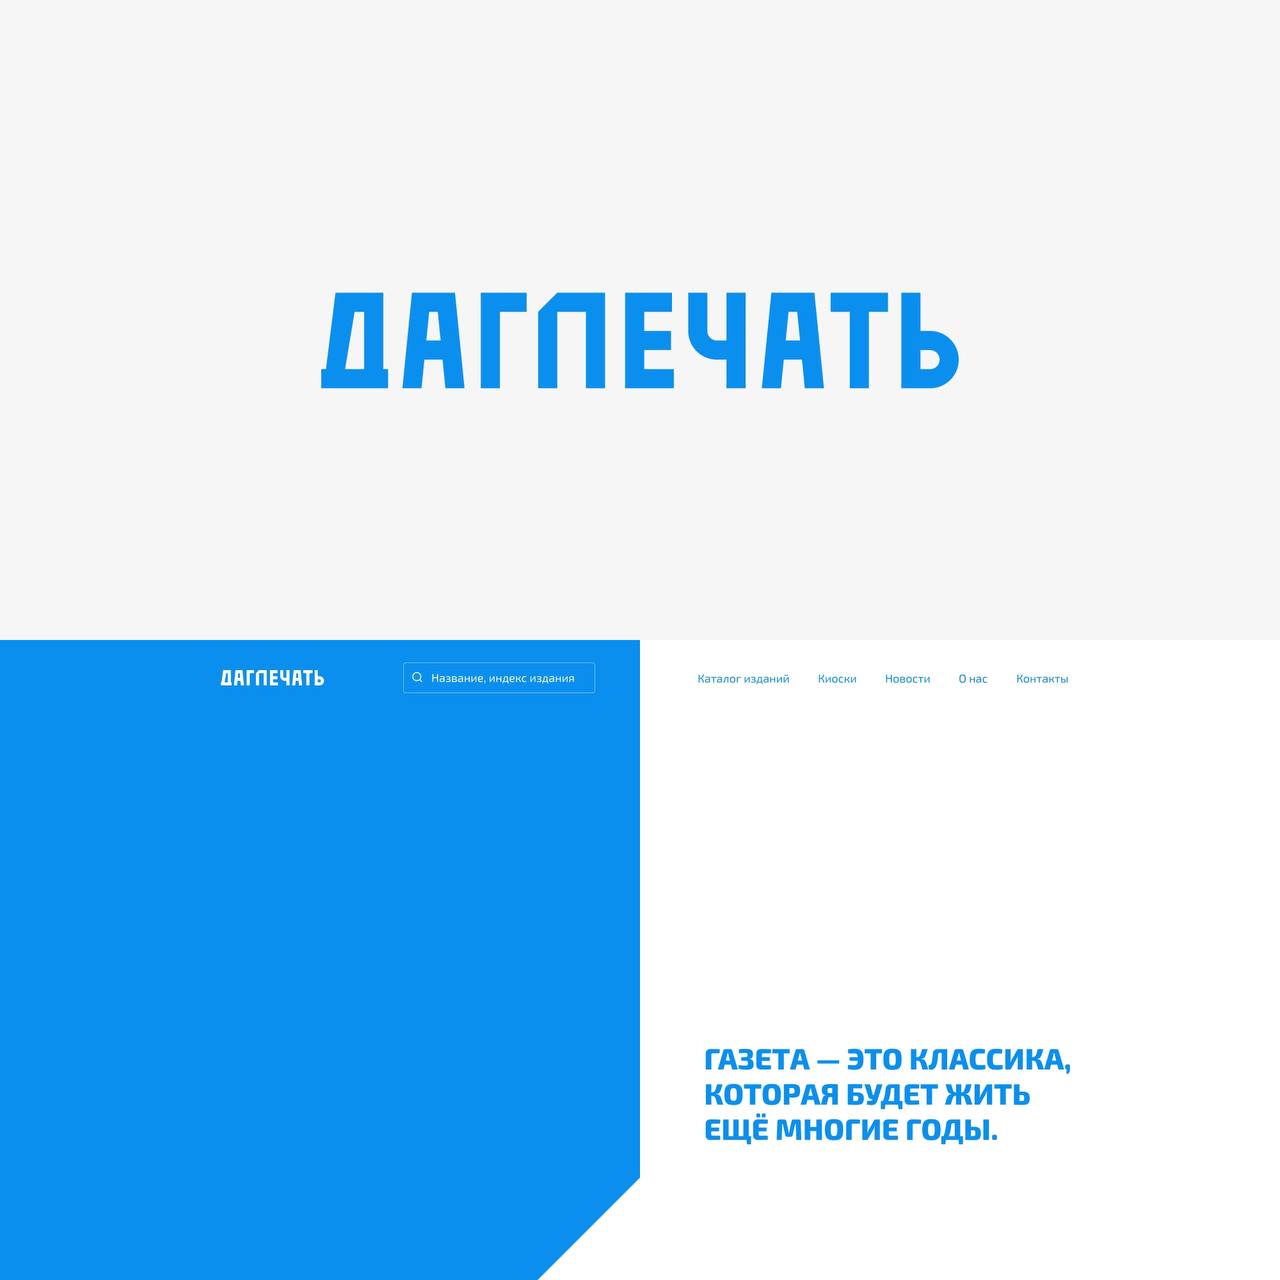 ДАГПЕЧАТЬ
ДАГПЕЧАТЬ
Название, индекс издания
Каталог изданий
Киоски
Новости
О нас
Контакты
ГАЗЕТА — ЭТО КЛАССИКА,
КОТОРАЯ БУДЕТ ЖИТЬ
ЕЩЁ МНОГИЕ ГОДЫ.